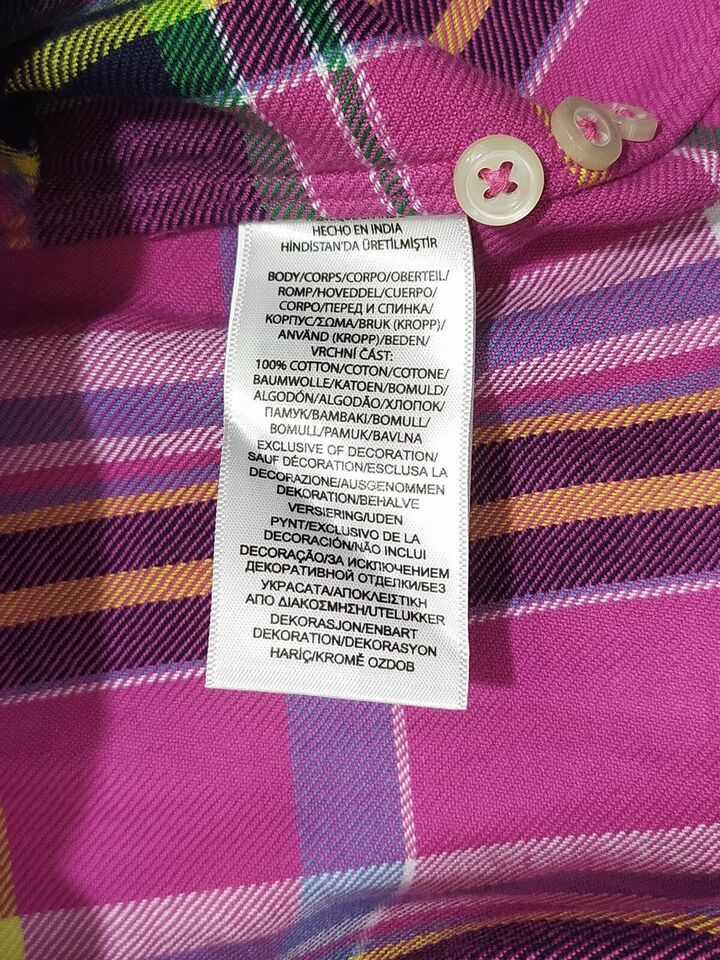 HECHO EN INDIA
HİNDİSTAN'DA ÜRETİLMİŞTİR
BODY/CORPS/CORPO/OBERTEIL/
ROMP/HOVEDDEL/CUERPO/
CORPO/ПЕРЕД И СПИНКА/
КОРПУС/ΣΩΜΑ/BRUK (KROPP)/
ANVÄND (KROPP)/BEDEN/
VRCHNÍ ČÁST:
100% COTTON/COTON/COTONE/
BAUMWOLLE/KATOEN/BOMULD/
ALGODÓN/ALGODÃO/ХЛОПОК/
ПАМУК/ΒΑΜΒΑΚΙ/BOMULL/
BOMULL/PAMUK/BAVLNA
EXCLUSIVE OF DECORATION/
SAUF DÉCORATION/ESCLUSA LA
DECORAZIONE/AUSGENOMMEN
DEKORATION/BEHALVE
VERSIERING/UDEN
PYNT/EXCLUSIVO DE LA
DECORACIÓN/NÃO INCLUI
DECORAÇÃO/ЗА ИСКЛЮЧЕНИЕМ
ДЕКОРАТИВНОЙ ОТДЕЛКИ/БЕЗ
УКРАСАТА/ΑΠΟΚΛΕΙΣΤΙΚΗ
ΑΠΟ ΔΙΑΚΟΣΜΗΣΗ/UTELUKKER
DEKORASJON/ENBART
DEKORATION/DEKORASYON
HARİÇ/KROMĚ OZDOB